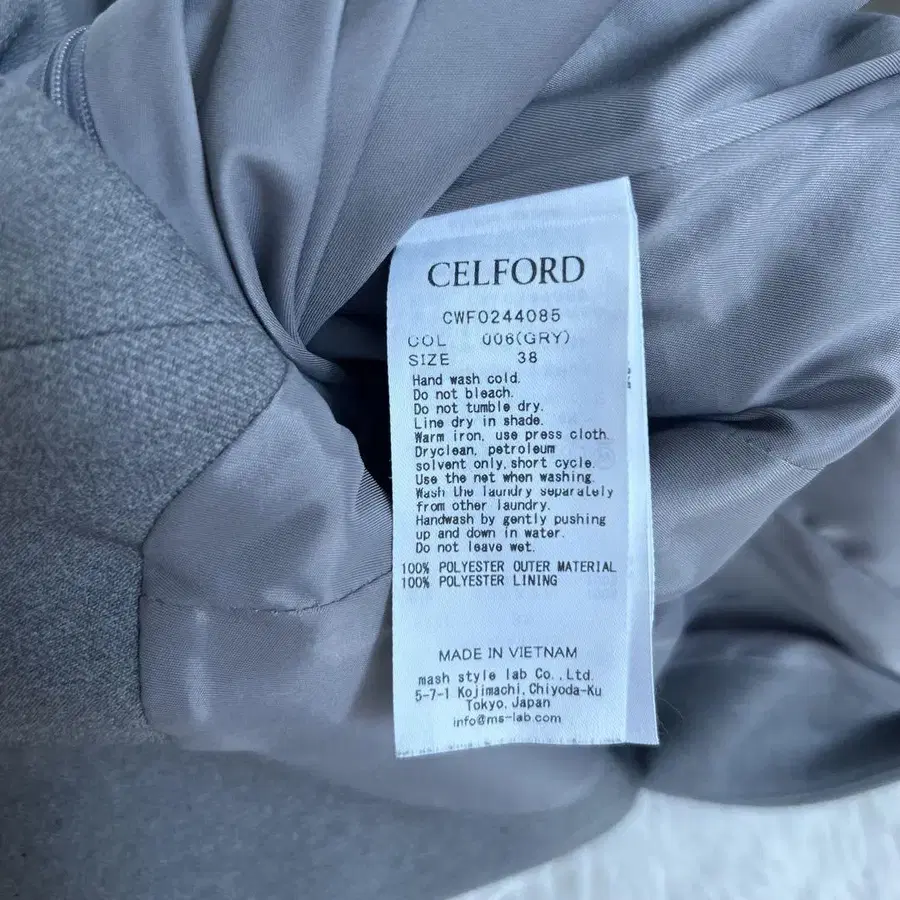 CELFORD
CWF0244085
COL 006(GRY)
SIZE 38
Hand wash cold.
Do not bleach.
Do not tumble dry.
Line dry in shade.
Warm iron, use press cloth.
Dryclean, petroleum
solvent only,short cycle.
Use the net when washing.
Wash the laundry separately
from other laundry.
Handwash by gently pushing
up and down in water.
Do not leave wet.
100% POLYESTER OUTER MATERIAL
100% POLYESTER LINING
MADE IN VIETNAM
mash style lab Co.,Ltd.
5-7-1 Kojimachi,Chiyoda-Ku
Tokyo,Japan
info@ms-lab.com